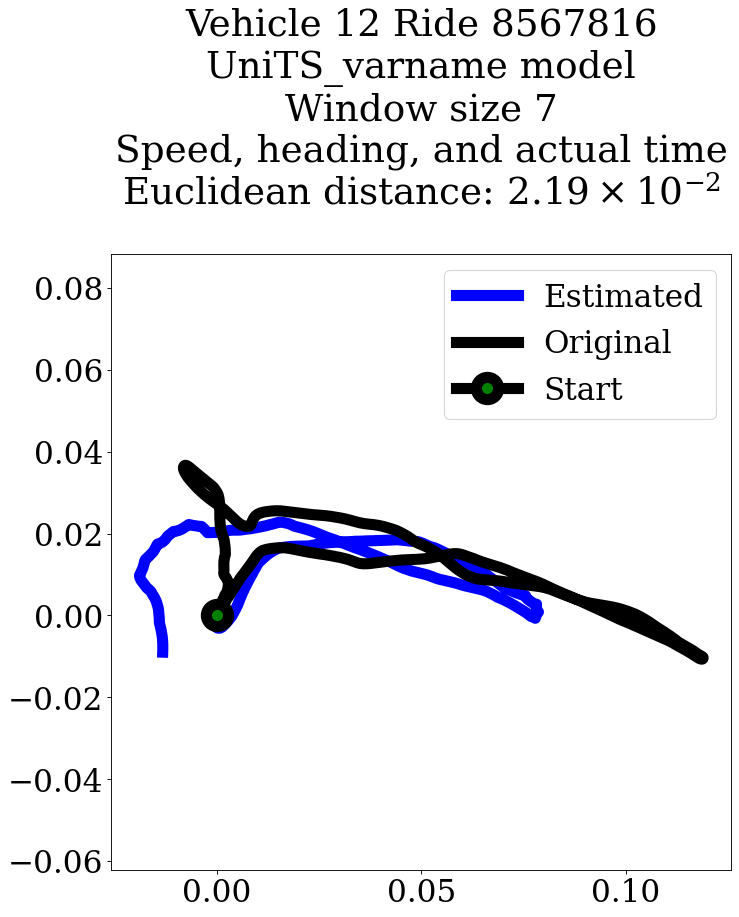 Vehicle 12 Ride 8567816
UniTS_varname model
Window size 7
Speed, heading, and actual time
Euclidean distance: 2.19 × 10⁻²
Estimated
Original
Start
0.08
0.06
0.04
0.02
0.00
−0.02
−0.04
−0.06
0.00 0.05 0.10